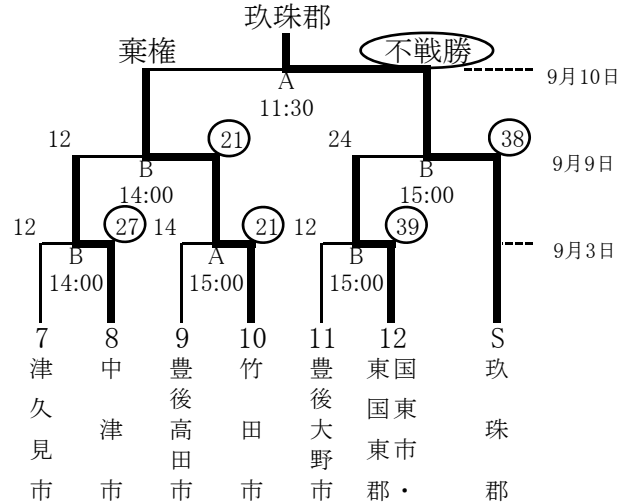 玖珠郡
棄権
不戦勝
A
11:30
9月10日
12
21
24
38
B
14:00
B
15:00
9月9日
12
27
14
21
12
39
B
14:00
A
15:00
B
15:00
9月3日
7
8
9
10
11
12
S
津久見市
中津市
豊後高田市
竹田市
豊後大野市
国東市・
東国東郡
玖珠郡